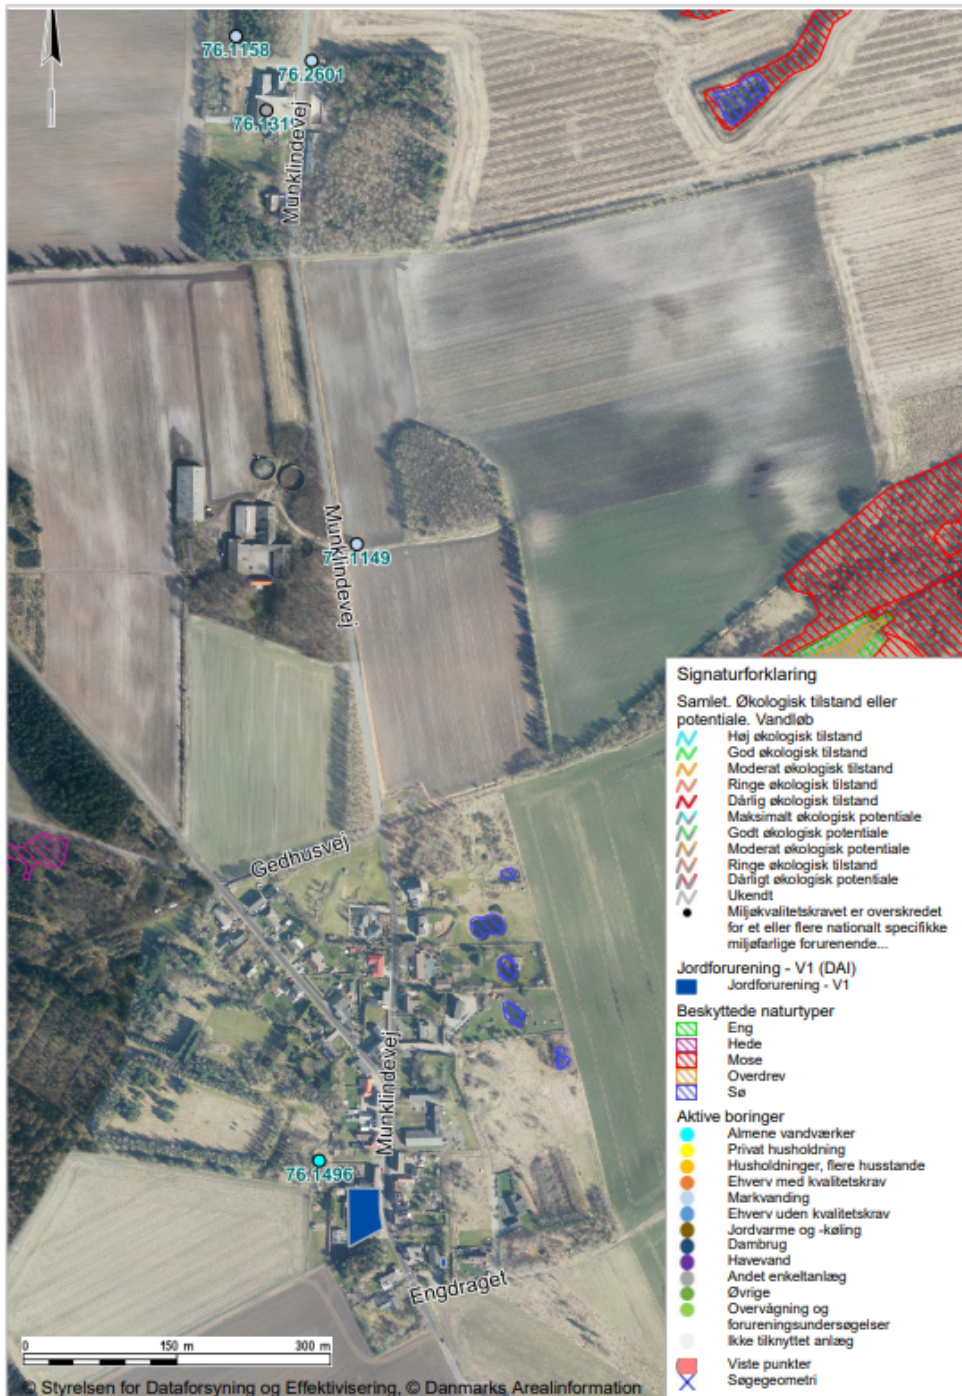 76.1158
76.2601
76.131
Munklindevej
Munklindevej
1149
Gedhusvej
Munklindevej
76.1496
Engdraget
0 150 m 300 m
© Styrelsen for Dataforsyning og Effektivisering, © Danmarks Arealinformation
Signaturforklaring
Samlet. Økologisk tilstand eller
potentiale. Vandløb
Høj økologisk tilstand
God økologisk tilstand
Moderat økologisk tilstand
Ringe økologisk tilstand
Dårlig økologisk tilstand
Maksimalt økologisk potentiale
Godt økologisk potentiale
Moderat økologisk potentiale
Ringe økologisk tilstand
Dårligt økologisk potentiale
Ukendt
Miljøkvalitetskravet er overskredet
for et eller flere nationalt specifikke
miljøfarlige forurenende...
Jordforurening - V1 (DAI)
Jordforurening - V1
Beskyttede naturtyper
Eng
Hede
Mose
Overdrev
Sø
Aktive boringer
Almene vandværker
Privat husholdning
Husholdninger, flere husstande
Ehverv med kvalitetskrav
Markvanding
Ehverv uden kvalitetskrav
Jordvarme og -køling
Dambrug
Havevand
Andet enkeltanlæg
Øvrige
Overvågning og
forureningsundersøgelser
Ikke tilknyttet anlæg
Viste punkter
Søgegeometri